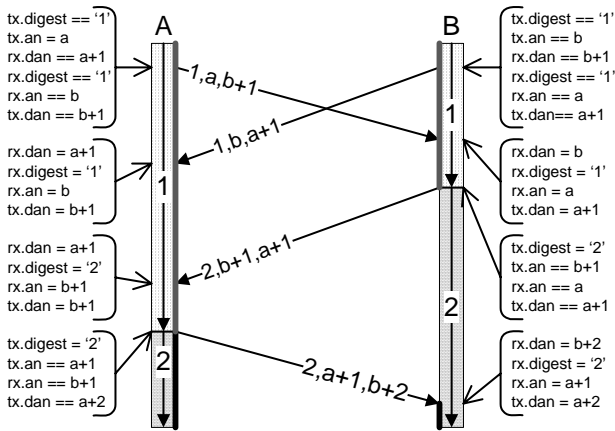 A
B
tx.digest == ‘1’
tx.an = a
rx.dan == a+1
rx.digest == ‘1’
rx.an == b
tx.dan == b+1
tx.digest == ‘1’
tx.an == b
rx.dan == b+1
rx.digest == ‘1’
rx.an == a
tx.dan== a+1
1,a,b+1
1,b,a+1
1
1
rx.dan = a+1
rx.digest = ‘1’
rx.an = b
tx.dan = b+1
rx.dan = b
rx.digest = ‘1’
rx.an = a
tx.dan = a+1
rx.dan = a+1
rx.digest = ‘2’
rx.an = b+1
tx.dan = b+1
2,b+1,a+1
tx.digest = ‘2’
tx.an == b+1
rx.an == a
tx.dan == a+1
2
2
tx.digest = ‘2’
tx.an == a+1
rx.an == b+1
tx.dan == a+2
2,a+1,b+2
rx.dan = b+2
rx.digest = ‘2’
rx.an = a+1
tx.dan = a+2